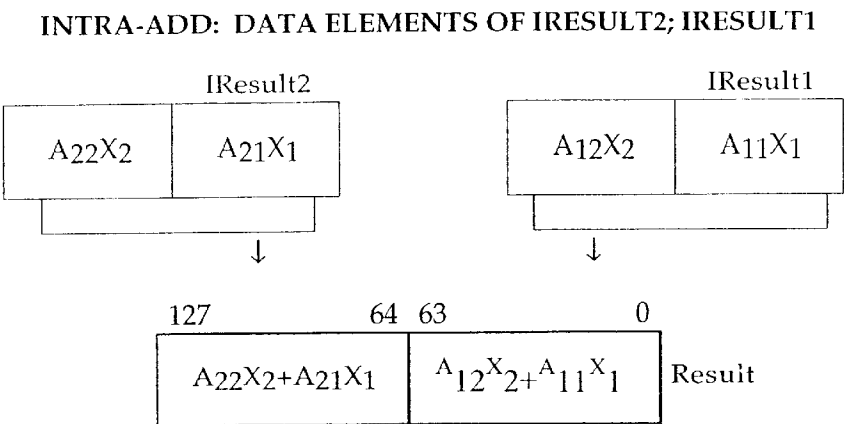 INTRA-ADD: DATA ELEMENTS OF IRESULT2; IRESULT1
IResult2 IResult1
A22X2 A21X1 A12X2 A11X1
↓ ↓
127 64 63 0
A22X2+A21X1 A12X2+A11X1 Result